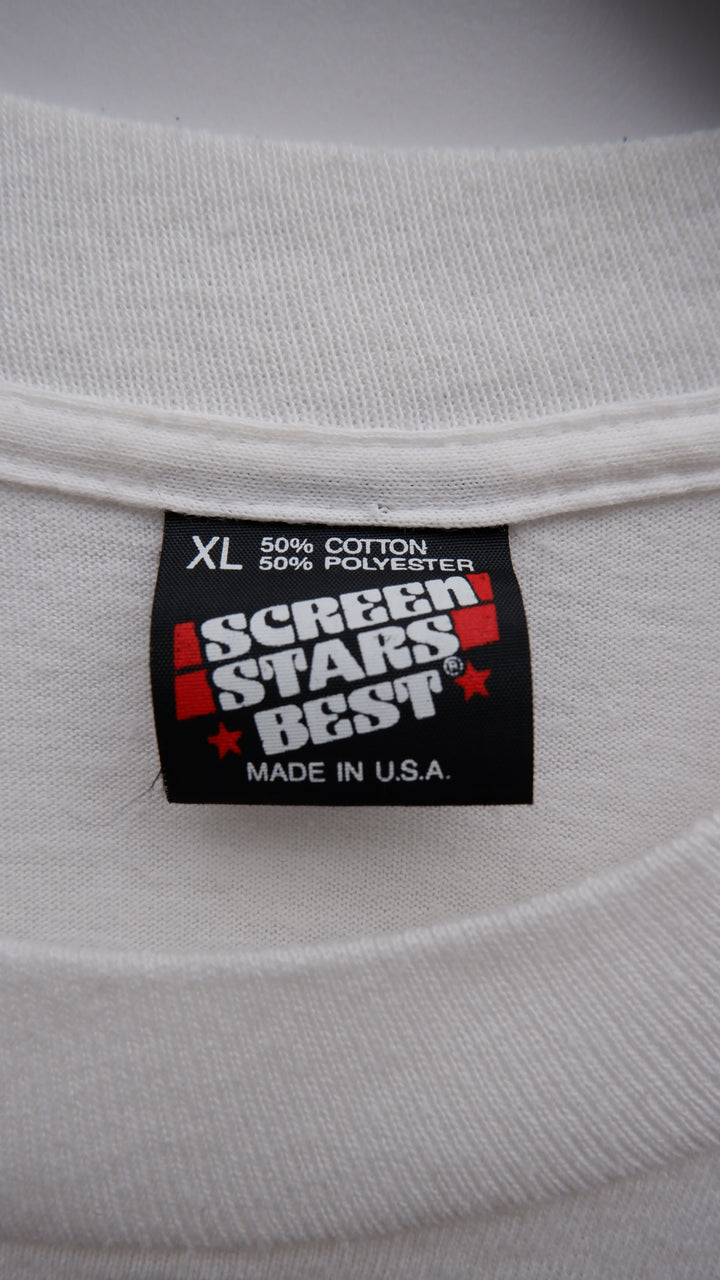 XL 50% COTTON
50% POLYESTER
SCREEN
STARS
BEST®
MADE IN U.S.A.